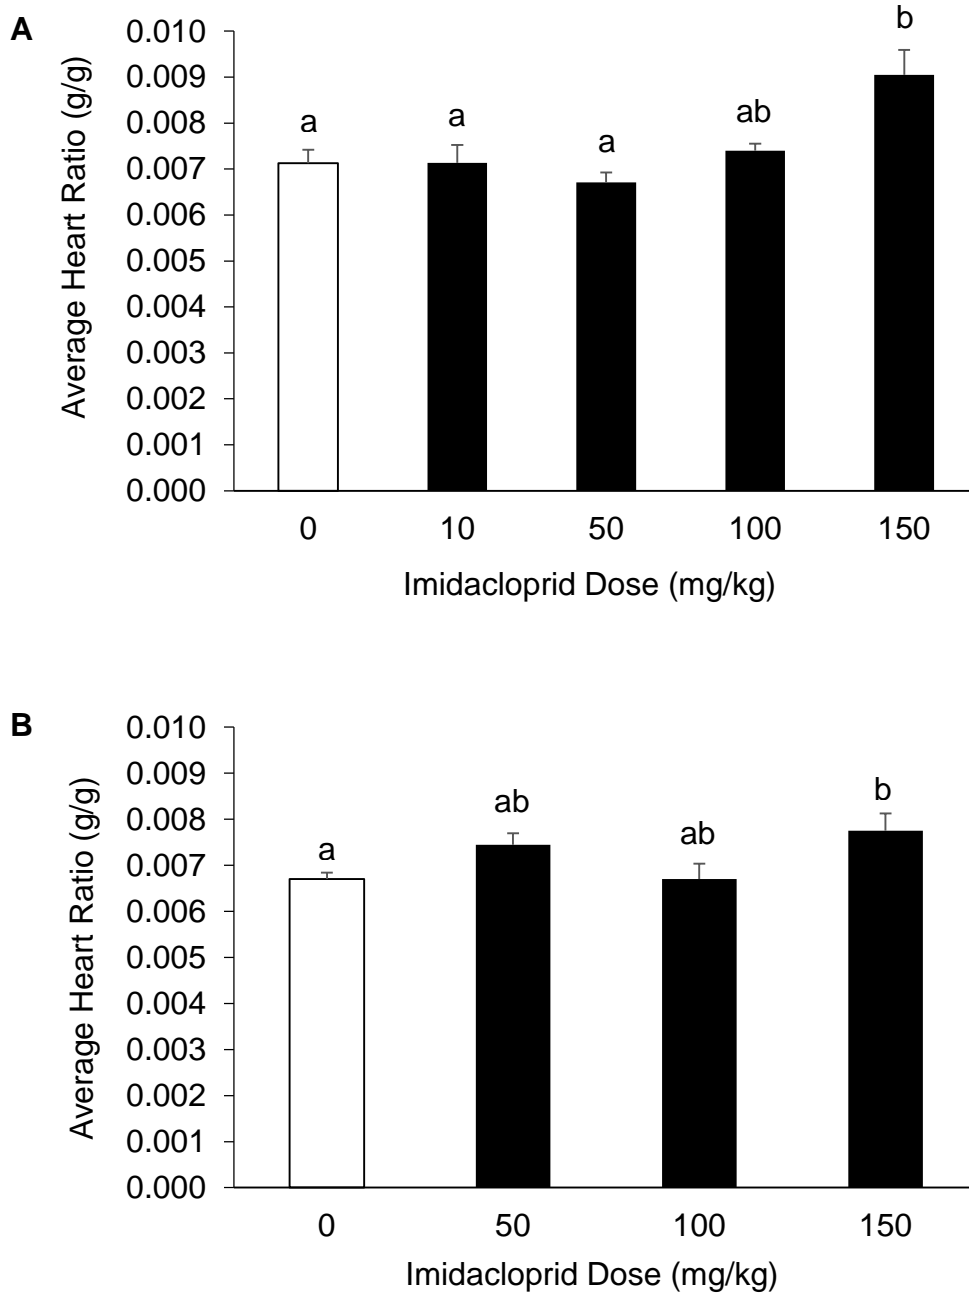 A
Average Heart Ratio (g/g)
0.010
0.009
0.008
0.007
0.006
0.005
0.004
0.003
0.002
0.001
0.000
a
a
a
ab
b
0
10
50
100
150
Imidacloprid Dose (mg/kg)
B
Average Heart Ratio (g/g)
0.010
0.009
0.008
0.007
0.006
0.005
0.004
0.003
0.002
0.001
0.000
a
ab
ab
b
0
50
100
150
Imidacloprid Dose (mg/kg)